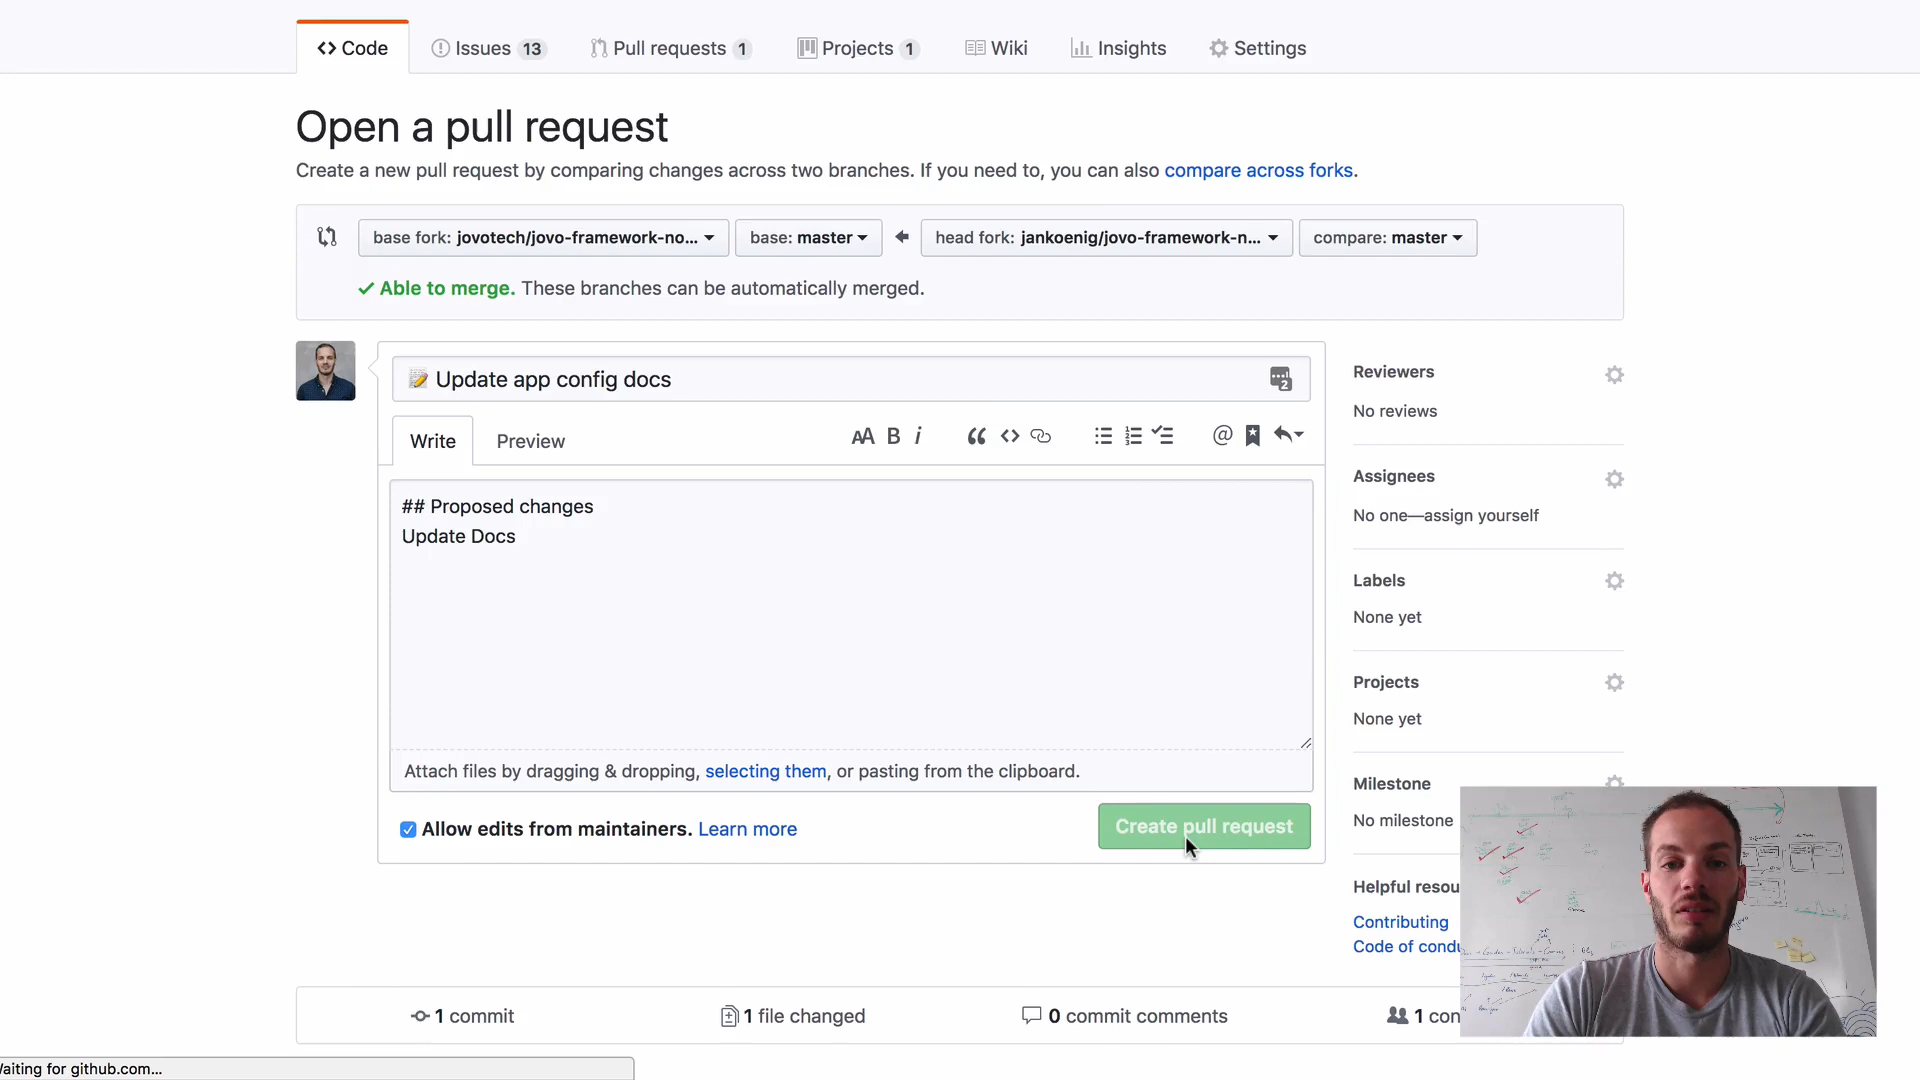 Code Issues 13 Pull requests 1 Projects 1 Wiki Insights Settings
Open a pull request
Create a new pull request by comparing changes across two branches. If you need to, you can also compare across forks.
base fork: jovotech/jovo-framework-no... base: master head fork: jankoenig/jovo-framework-n... compare: master
Able to merge. These branches can be automatically merged.
Update app config docs
2
Write Preview
AA B i
## Proposed changes
Update Docs
Attach files by dragging & dropping, selecting them, or pasting from the clipboard.
Allow edits from maintainers. Learn more
Create pull request
Reviewers
No reviews
Assignees
No one—assign yourself
Labels
None yet
Projects
None yet
Milestone
No milestone
Helpful resou
Contributing
Code of condu
1 commit 1 file changed 0 commit comments 1 con
aiting for github.com...